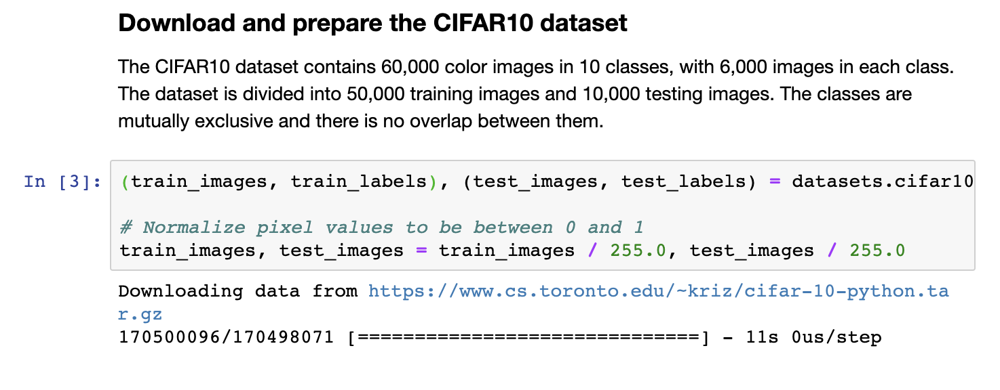 Download and prepare the CIFAR10 dataset
The CIFAR10 dataset contains 60,000 color images in 10 classes, with 6,000 images in each class.
The dataset is divided into 50,000 training images and 10,000 testing images. The classes are
mutually exclusive and there is no overlap between them.
In [3]: (train_images, train_labels), (test_images, test_labels) = datasets.cifar10
# Normalize pixel values to be between 0 and 1
train_images, test_images = train_images / 255.0, test_images / 255.0
Downloading data from https://www.cs.toronto.edu/~kriz/cifar-10-python.ta
r.gz
170500096/170498071 [==============================] - 11s 0us/step